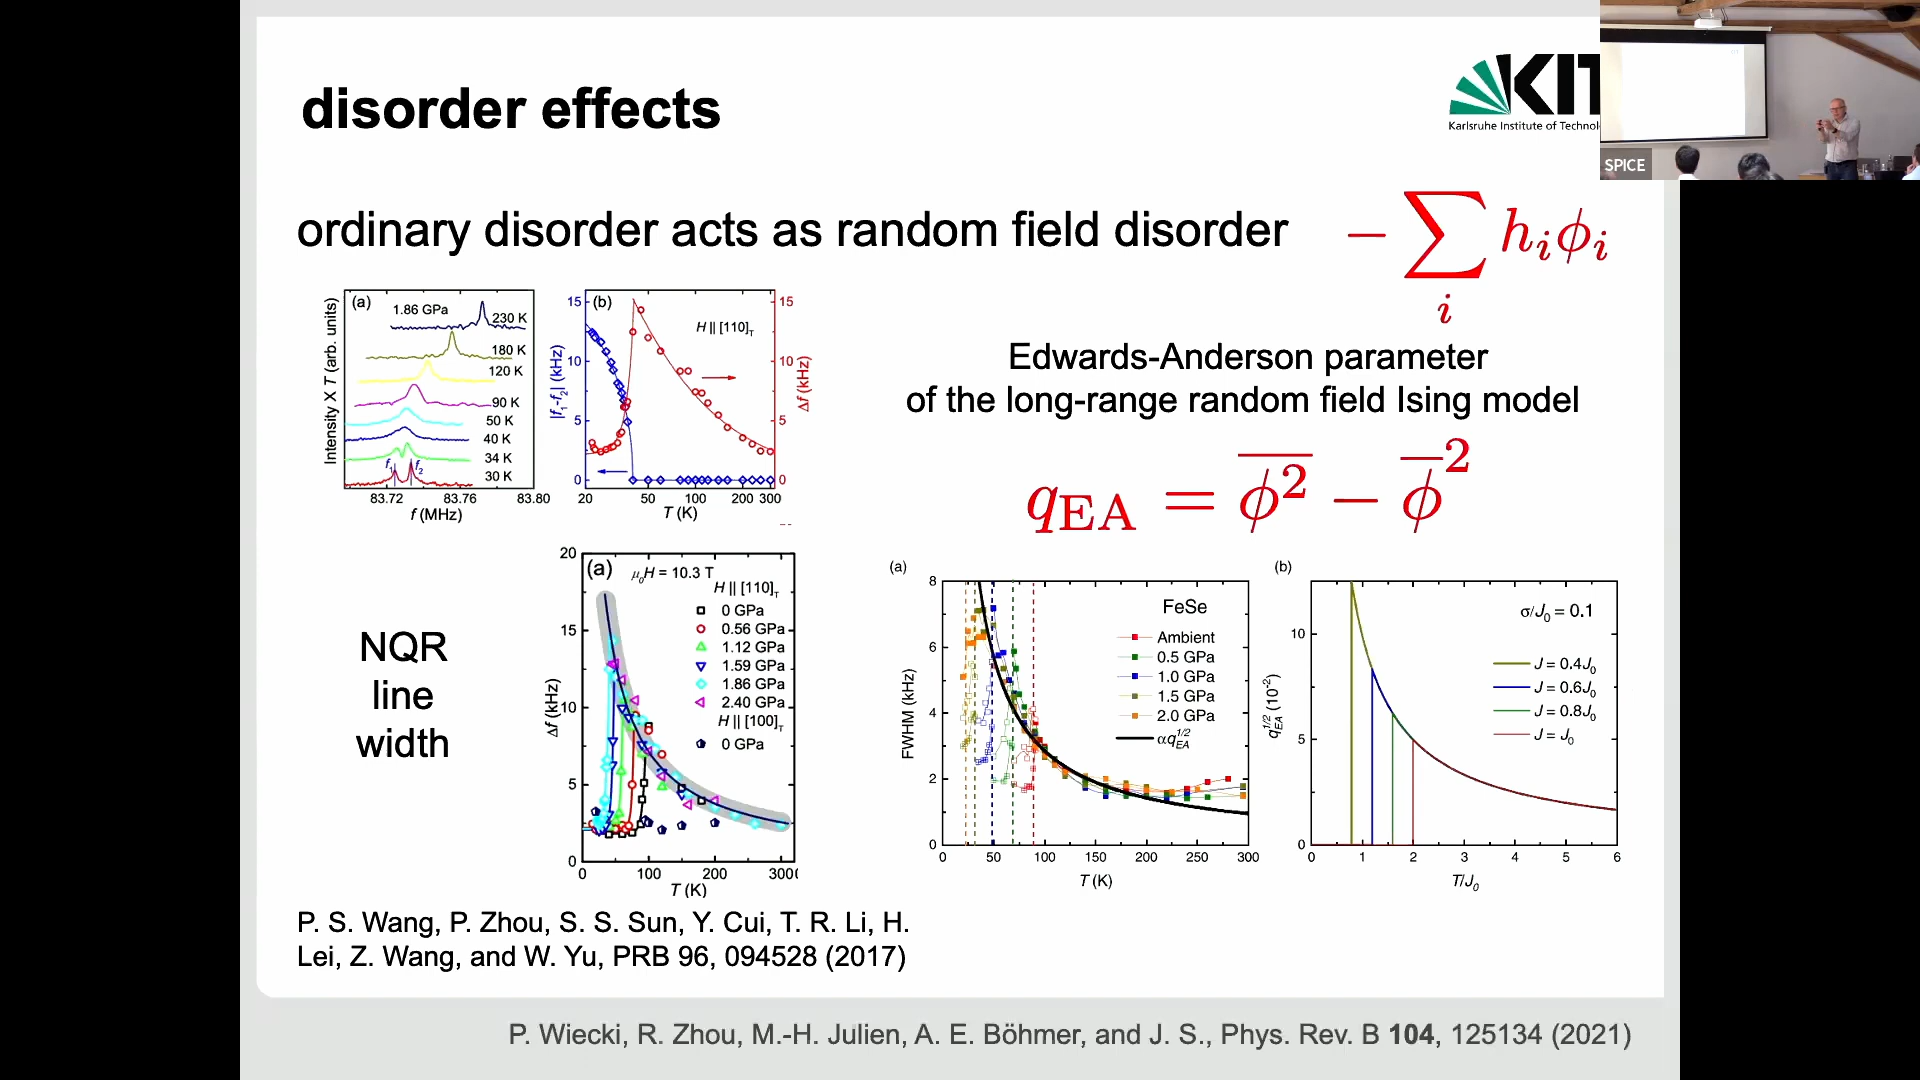 disorder effects
KIT
Karlsruhe Institute of Technol
SPICE
ordinary disorder acts as random field disorder
− ∑ᵢ hᵢϕᵢ
(a)
1.86 GPa
230 K
180 K
120 K
90 K
50 K
40 K
34 K
30 K
f₁ f₂
Intensity X T (arb. units)
83.72 83.76 83.80
f (MHz)
(b)
H || [110]T
15 10 5 0
|f₁-f₂| (kHz)
15 10 5 0
Δf (kHz)
20 50 100 200 300
T (K)
Edwards-Anderson parameter
of the long-range random field Ising model
qEA = \overline{ϕ²} − \overline{ϕ}²
NQR
line
width
(a)
μ₀H = 10.3 T
H || [110]T
0 GPa
0.56 GPa
1.12 GPa
1.59 GPa
1.86 GPa
2.40 GPa
H || [100]T
0 GPa
20 15 10 5 0
Δf (kHz)
0 100 200 300
T (K)
(a)
FeSe
Ambient
0.5 GPa
1.0 GPa
1.5 GPa
2.0 GPa
αqEA^1/2
8 6 4 2 0
FWHM (kHz)
0 50 100 150 200 250 300
T (K)
(b)
σ/J₀ = 0.1
J = 0.4J₀
J = 0.6J₀
J = 0.8J₀
J = J₀
10 5 0
qEA^1/2 (10⁻²)
0 1 2 3 4 5 6
T/J₀
P. S. Wang, P. Zhou, S. S. Sun, Y. Cui, T. R. Li, H.
Lei, Z. Wang, and W. Yu, PRB 96, 094528 (2017)
P. Wiecki, R. Zhou, M.-H. Julien, A. E. Böhmer, and J. S., Phys. Rev. B 104, 125134 (2021)